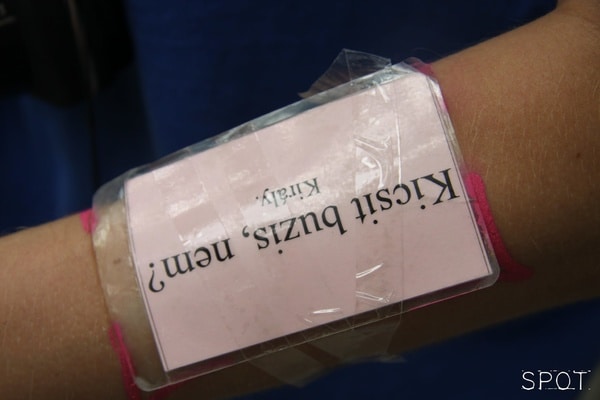 Kicsit buzis, nem?
Király.
SPOT